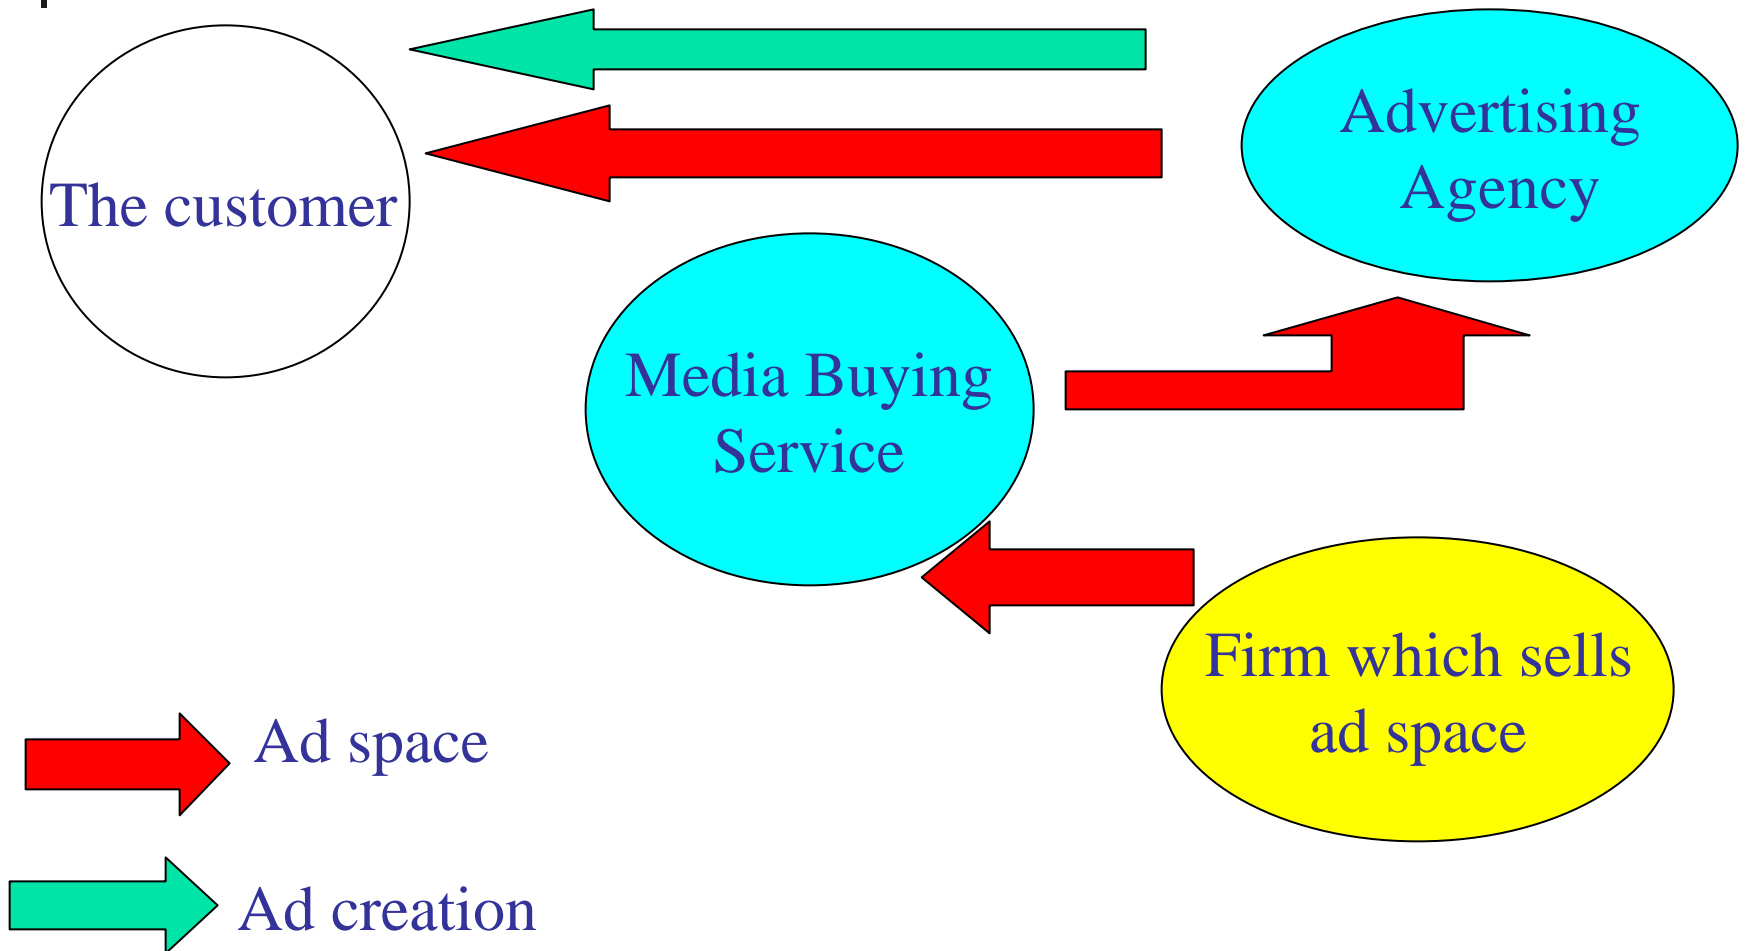 The customer
Advertising
Agency
Media Buying
Service
Firm which sells
ad space
Ad space
Ad creation